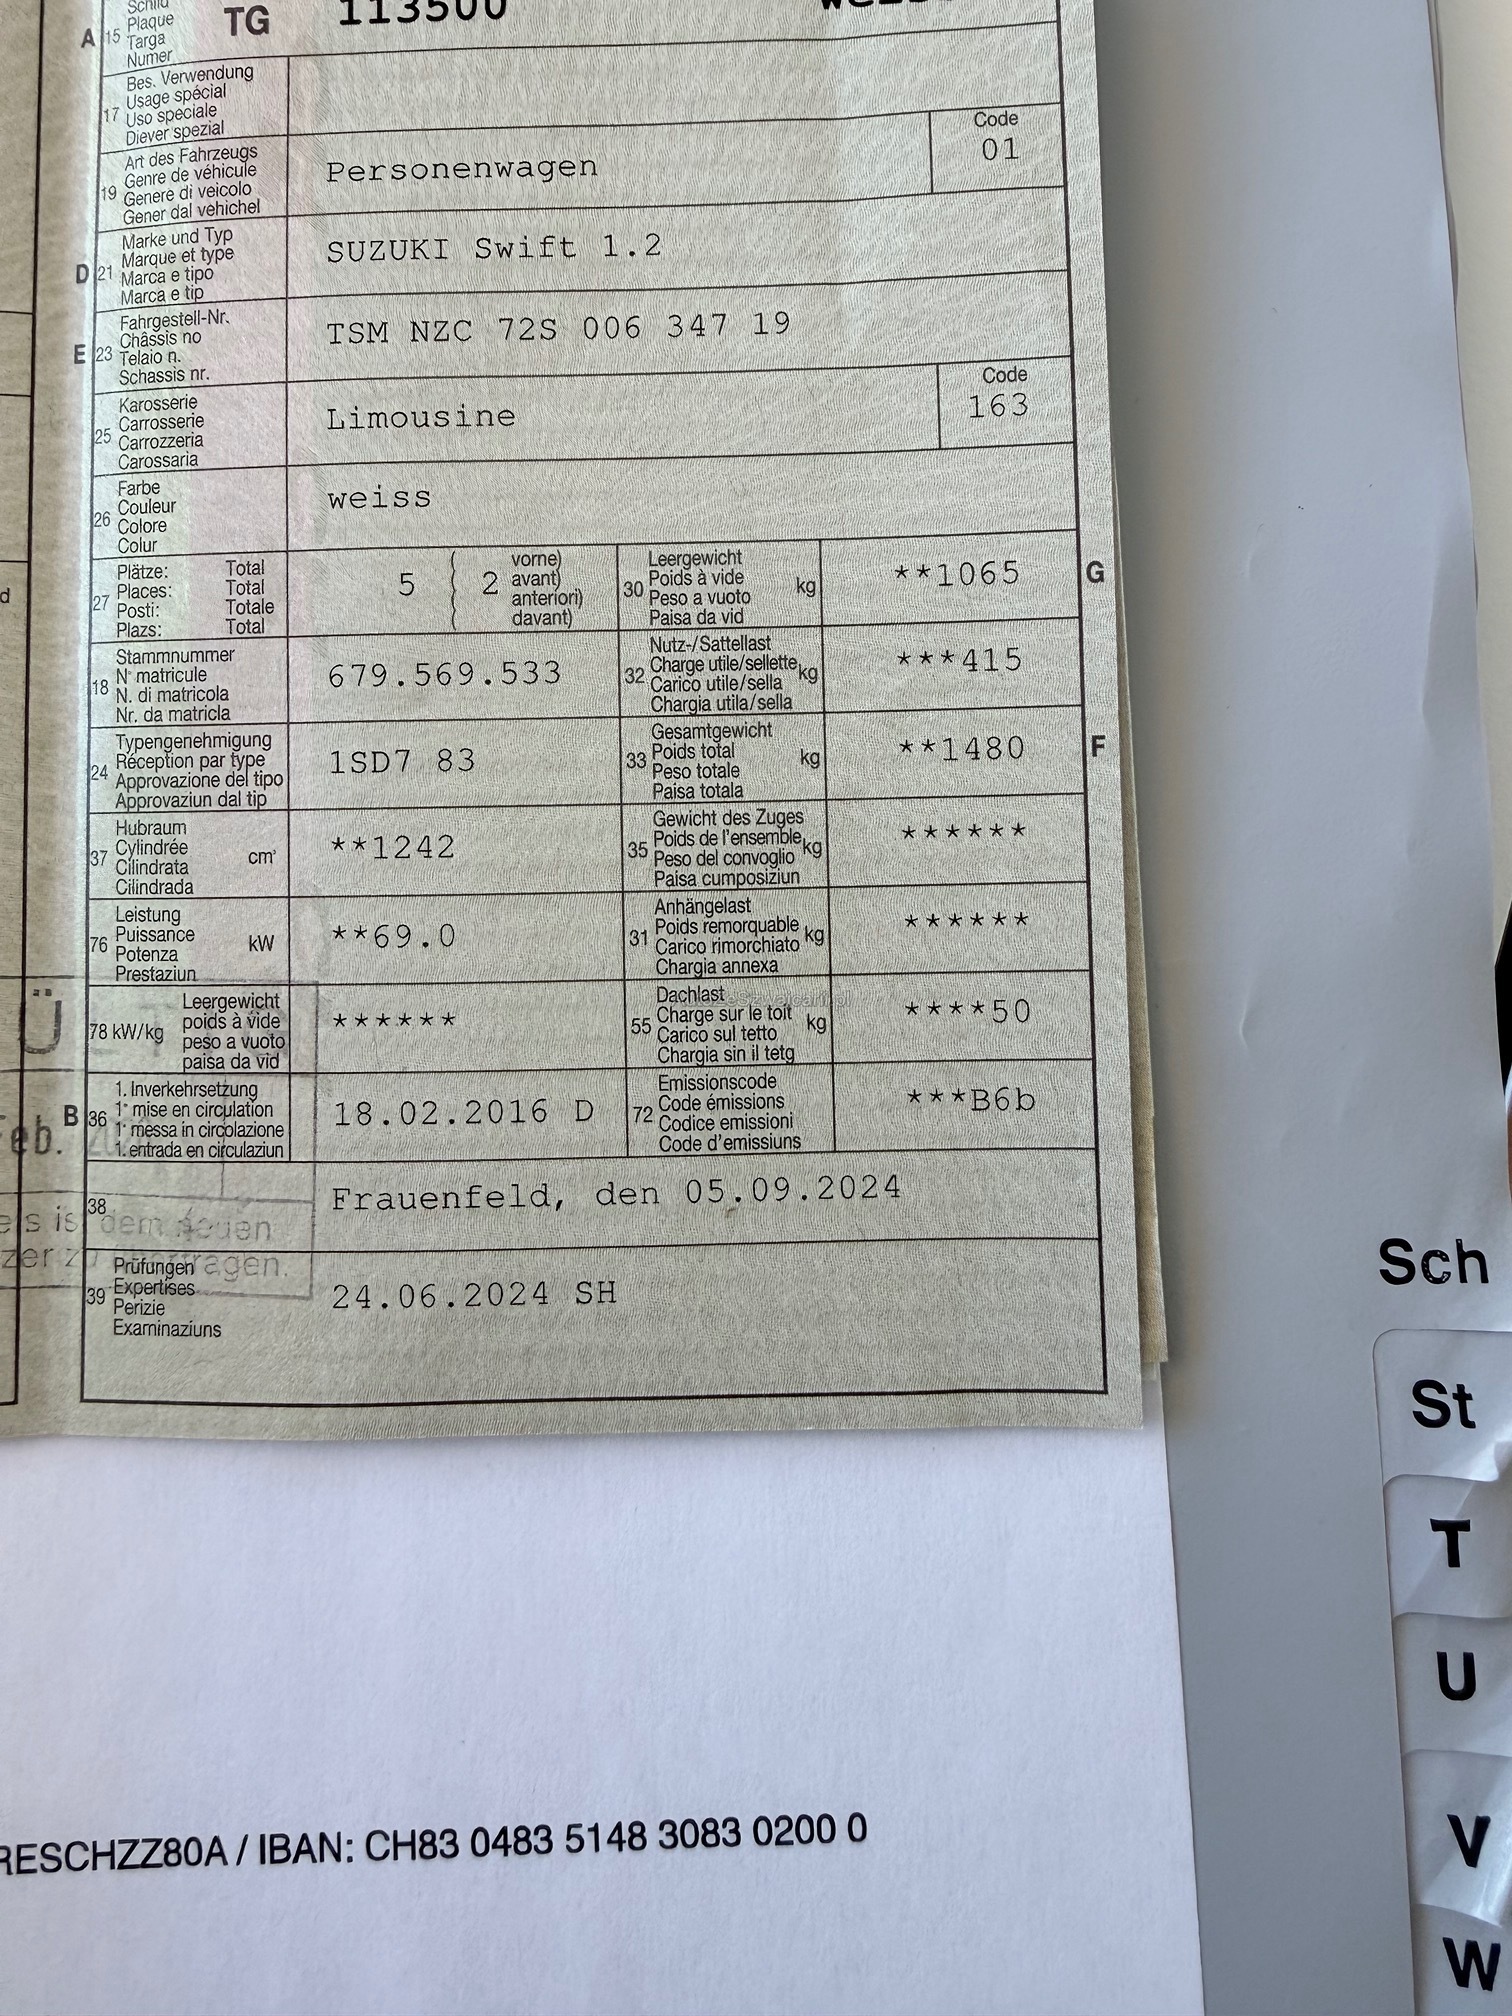 Schild
Plaque
A 15 Targa TG 113500
Numer
Bes. Verwendung
17 Usage spécial
Uso speciale
Diever spezial
Art des Fahrzeugs
19 Genre de véhicule
Genere di veicolo
Gener dal vehichel
Personenwagen
Code
01
Marke und Typ
D 21 Marque et type
Marca e tipo
Marca e tip
SUZUKI Swift 1.2
Fahrgestell-Nr.
E 23 Châssis no
Telaio n.
Schassis nr.
TSM NZC 72S 006 347 19
Karosserie
25 Carrosserie
Carrozzeria
Carossaria
Limousine
Code
163
Farbe
26 Couleur
Colore
Colur
weiss
27 Plätze: Total
Places: Total
Posti: Totale
Plazs: Total
5 { 2 vorne)
avant)
anteriori)
davant)
30 Leergewicht
Poids à vide kg
Peso a vuoto
Paisa da vid
**1065 G
18 Stammnummer
N° matricule
N. di matricola
Nr. da matricla
679.569.533
32 Nutz-/Sattellast
Charge utile/sellette kg
Carico utile/sella
Chargia utila/sella
***415
24 Typengenehmigung
Réception par type
Approvazione del tipo
Approvaziun dal tip
1SD7 83
33 Gesamtgewicht
Poids total kg
Peso totale
Paisa totala
**1480 F
37 Hubraum
Cylindrée cm³
Cilindrata
Cilindrada
**1242
35 Gewicht des Zuges
Poids de l'ensemble kg
Peso del convoglio
Paisa cumposiziun
******
76 Leistung
Puissance kW
Potenza
Prestaziun
**69.0
31 Anhängelast
Poids remorquable kg
Carico rimorchiato
Chargia annexa
******
78 kW/kg Leergewicht
poids à vide
peso a vuoto
paisa da vid
******
55 Dachlast
Charge sur le toit kg
Carico sul tetto
Chargia sin il tetg
****50
B 36 1. Inverkehrsetzung
1e mise en circulation
1a messa in circolazione
1. entrada en circulaziun
18.02.2016 D
72 Emissionscode
Code émissions
Codice emissioni
Code d'emissiuns
***B6b
38 Frauenfeld, den 05.09.2024
39 Prüfungen
Expertises
Perizie
Examinaziuns
24.06.2024 SH
eb.
dem neuen
RESCHZZ80A / IBAN: CH83 0483 5148 3083 0200 0
Sch
St
T
U
V
W